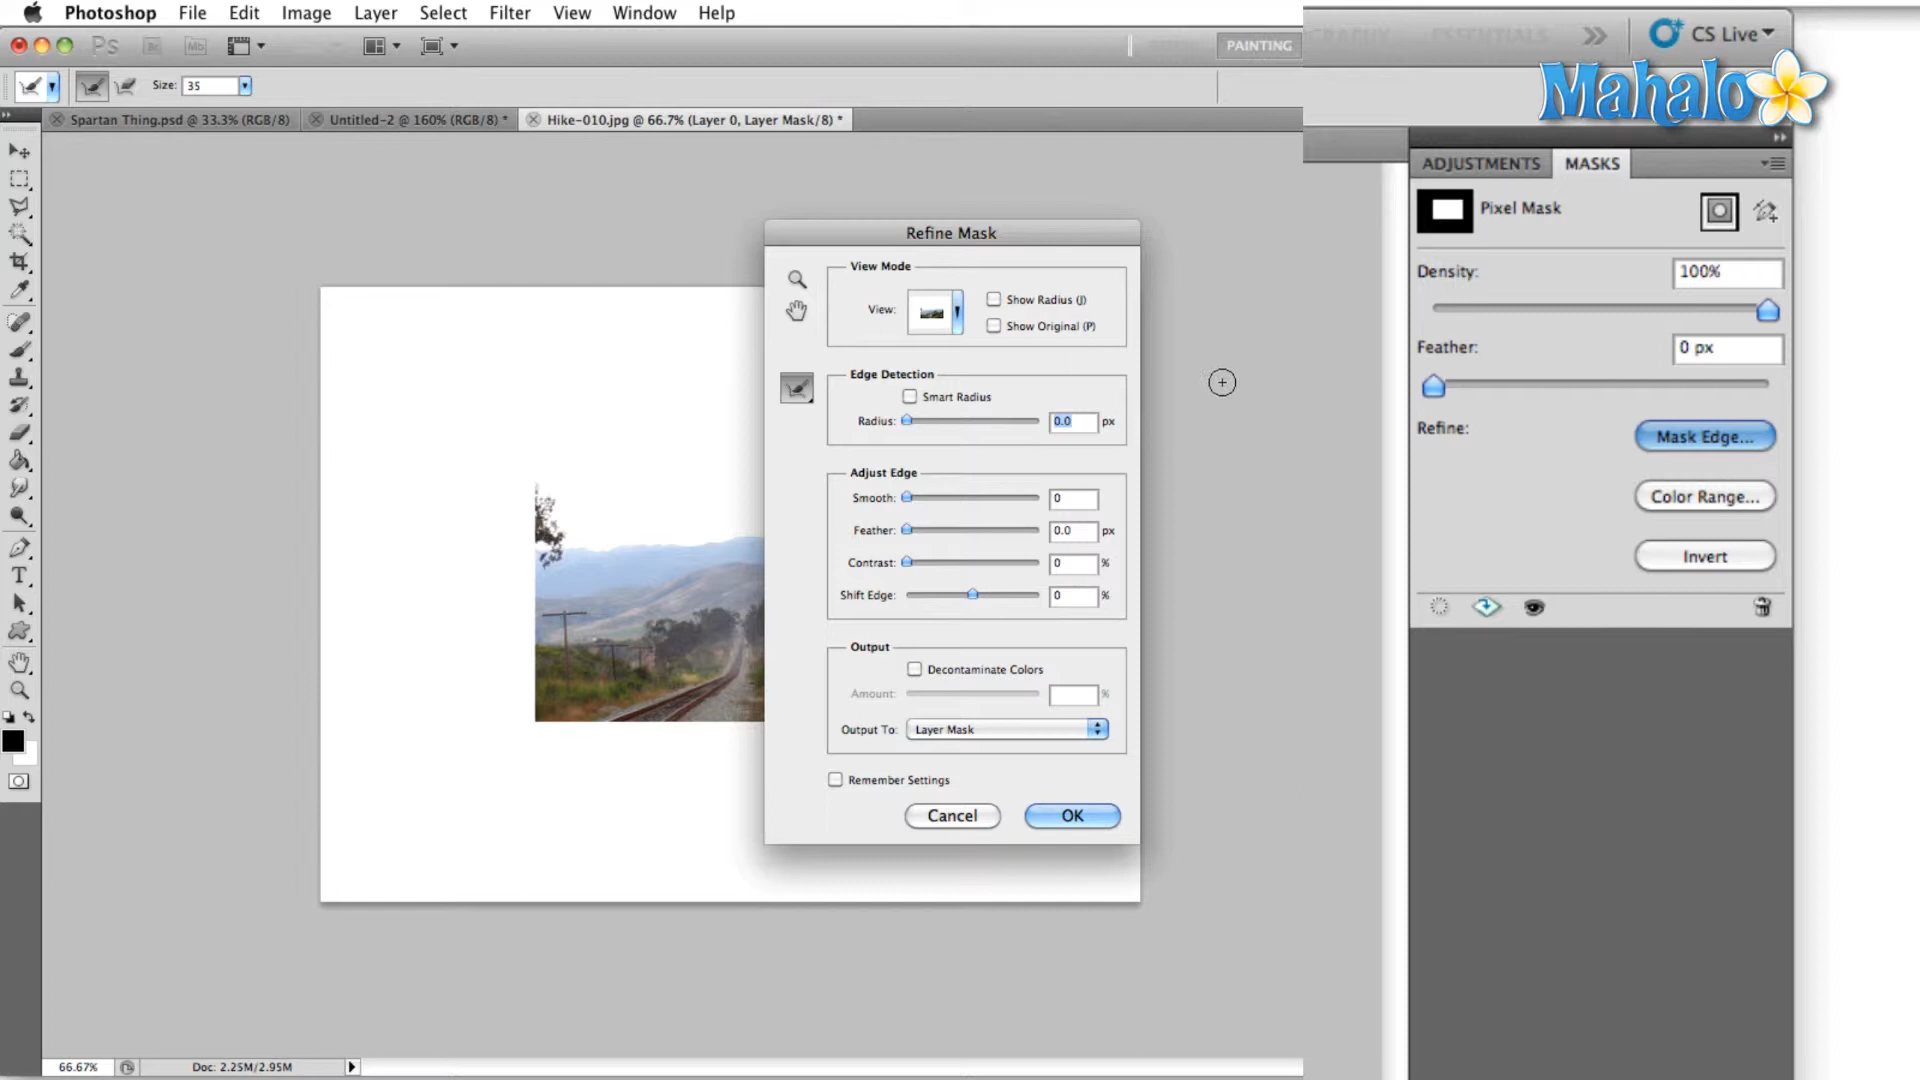 Photoshop File Edit Image Layer Select Filter View Window Help
Ps Br Mb PAINTING ESSENTIALS CS Live
Size: 35
Mahalo
Spartan Thing.psd @ 33.3% (RGB/8) Untitled-2 @ 160% (RGB/8) * Hike-010.jpg @ 66.7% (Layer 0, Layer Mask/8) *
ADJUSTMENTS MASKS
Pixel Mask
Density: 100%
Feather: 0 px
Refine: Mask Edge...
Color Range...
Invert
Refine Mask
View Mode
View: Show Radius (J)
Show Original (P)
Edge Detection
Smart Radius
Radius: 0.0 px
Adjust Edge
Smooth: 0
Feather: 0.0 px
Contrast: 0 %
Shift Edge: 0 %
Output
Decontaminate Colors
Amount: %
Output To: Layer Mask
Remember Settings
Cancel OK
T
66.67% Doc: 2.25M/2.95M